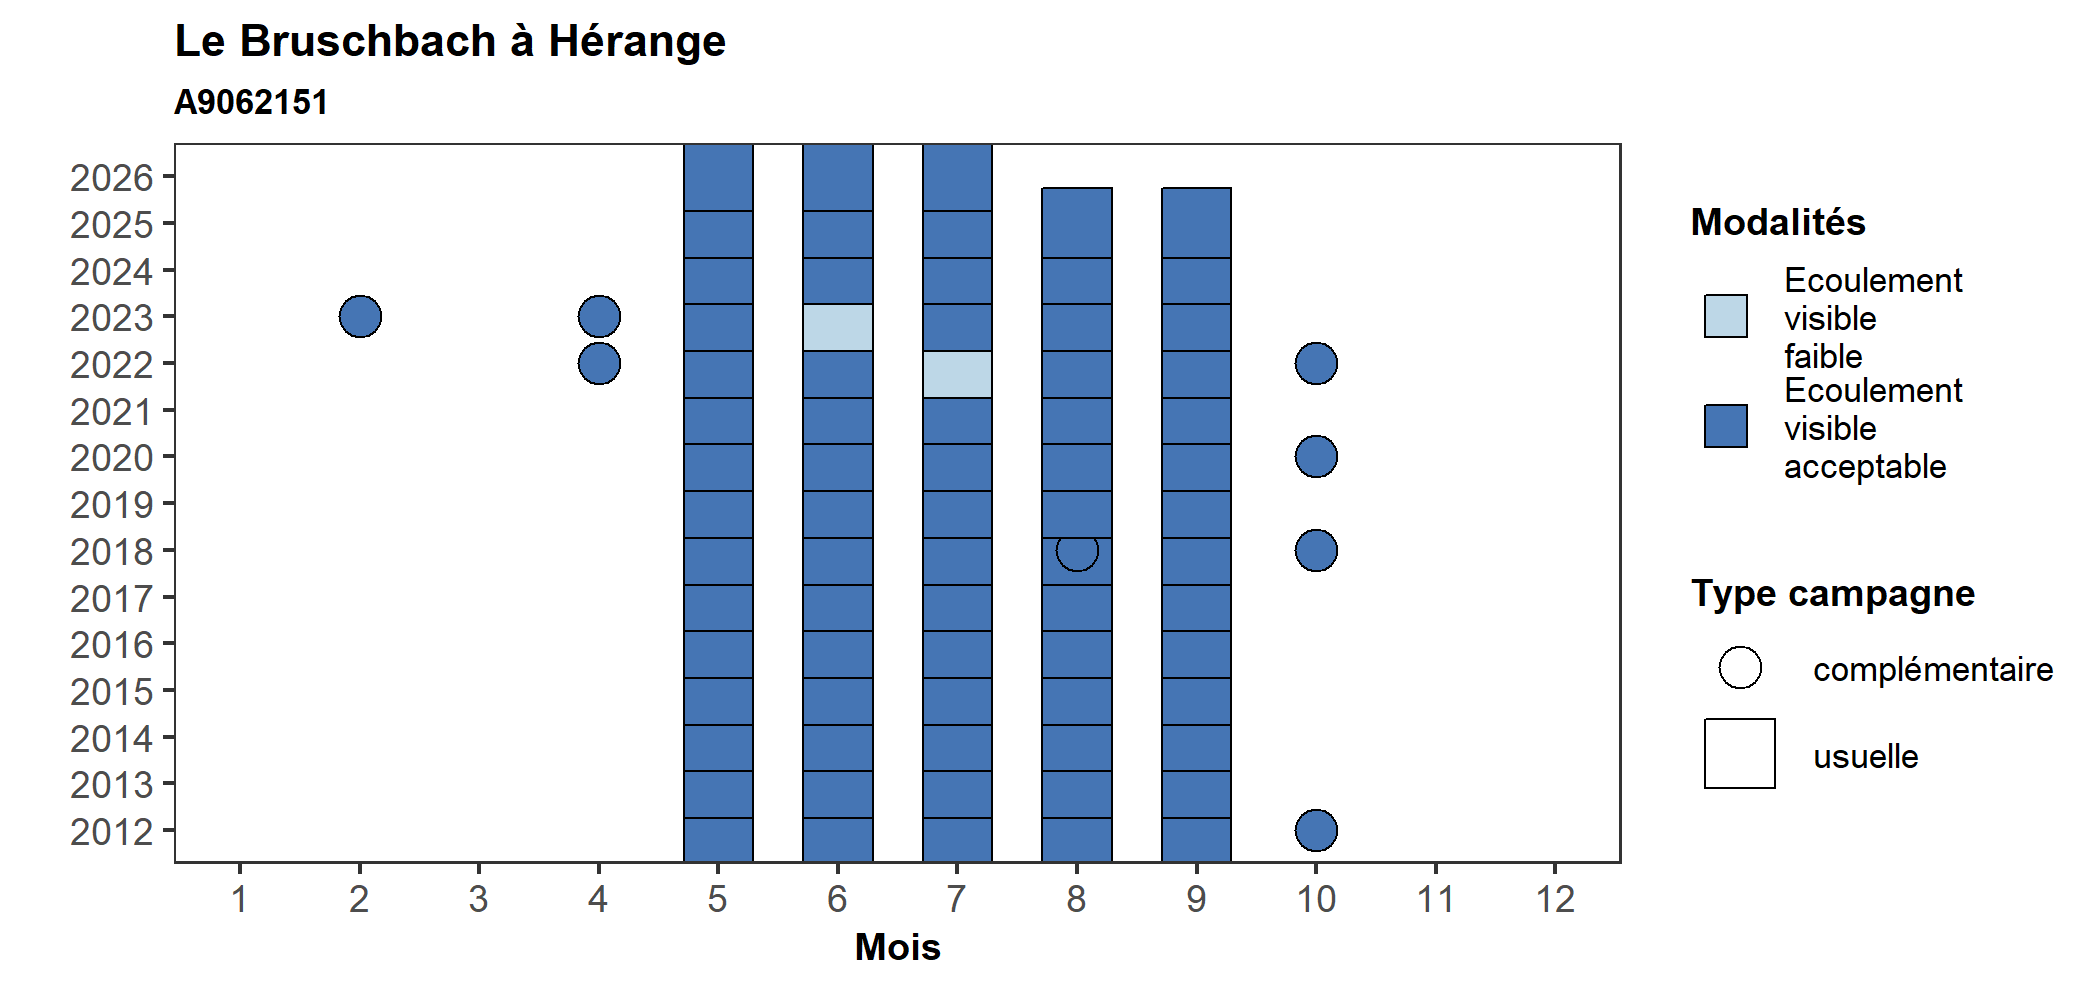 Le Bruschbach à Hérange
A9062151
2026
2025
2024
2023
2022
2021
2020
2019
2018
2017
2016
2015
2014
2013
2012
1 2 3 4 5 6 7 8 9 10 11 12
Mois
Modalités
Ecoulement
visible
faible
Ecoulement
visible
acceptable
Type campagne
complémentaire
usuelle